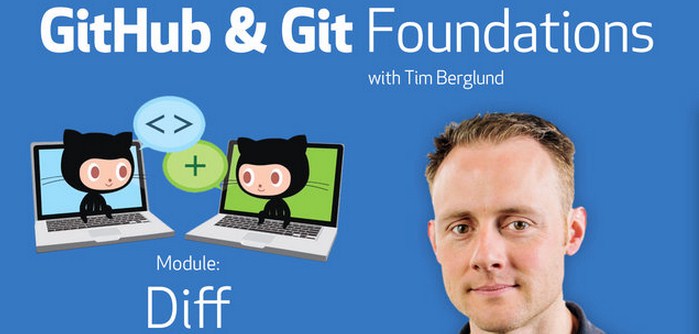 GitHub & Git Foundations
with Tim Berglund
< >
+
Module:
Diff